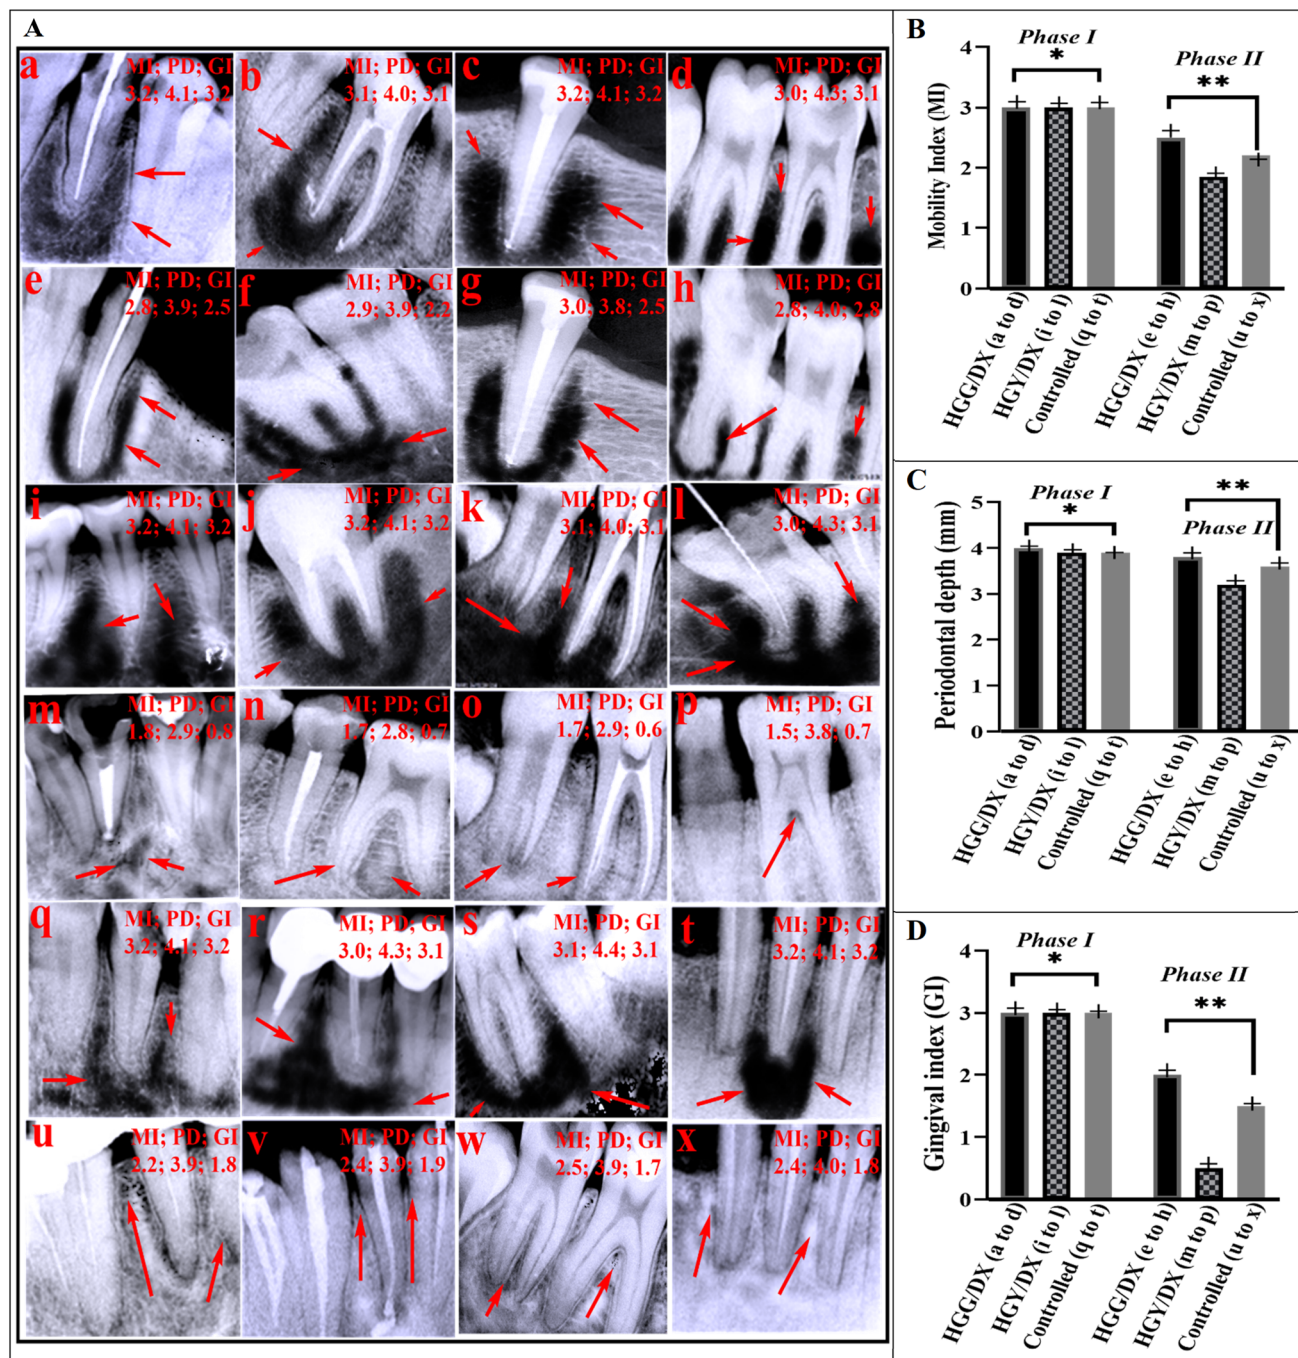 A
a
MI; PD; GI
3.2; 4.1; 3.2
b
MI; PD; GI
3.1; 4.0; 3.1
c
MI; PD; GI
3.2; 4.1; 3.2
d
MI; PD; GI
3.0; 4.3; 3.1
e
MI; PD; GI
2.8; 3.9; 2.5
f
MI; PD; GI
2.9; 3.9; 2.2
g
MI; PD; GI
3.0; 3.8; 2.5
h
MI; PD; GI
2.8; 4.0; 2.8
i
MI; PD; GI
3.2; 4.1; 3.2
j
MI; PD; GI
3.2; 4.1; 3.2
k
MI; PD; GI
3.1; 4.0; 3.1
l
MI; PD; GI
3.0; 4.3; 3.1
m
MI; PD; GI
1.8; 2.9; 0.8
n
MI; PD; GI
1.7; 2.8; 0.7
o
MI; PD; GI
1.7; 2.9; 0.6
p
MI; PD; GI
1.5; 3.8; 0.7
q
MI; PD; GI
3.2; 4.1; 3.2
r
MI; PD; GI
3.0; 4.3; 3.1
s
MI; PD; GI
3.1; 4.4; 3.1
t
MI; PD; GI
3.2; 4.1; 3.2
u
MI; PD; GI
2.2; 3.9; 1.8
v
MI; PD; GI
2.4; 3.9; 1.9
w
MI; PD; GI
2.5; 3.9; 1.7
x
MI; PD; GI
2.4; 4.0; 1.8
B
Phase I
*
Phase II
**
Mobility Index (MI)
4
3
2
1
0
HGG/DX (a to d)
HGY/DX (i to l)
Controlled (q to t)
HGG/DX (e to h)
HGY/DX (m to p)
Controlled (u to x)
C
Phase I
*
**
Phase II
Periodontal depth (mm)
5
4
3
2
1
0
HGG/DX (a to d)
HGY/DX (i to l)
Controlled (q to t)
HGG/DX (e to h)
HGY/DX (m to p)
Controlled (u to x)
D
Phase I
*
Phase II
**
Gingival index (GI)
4
3
2
1
0
HGG/DX (a to d)
HGY/DX (i to l)
Controlled (q to t)
HGG/DX (e to h)
HGY/DX (m to p)
Controlled (u to x)